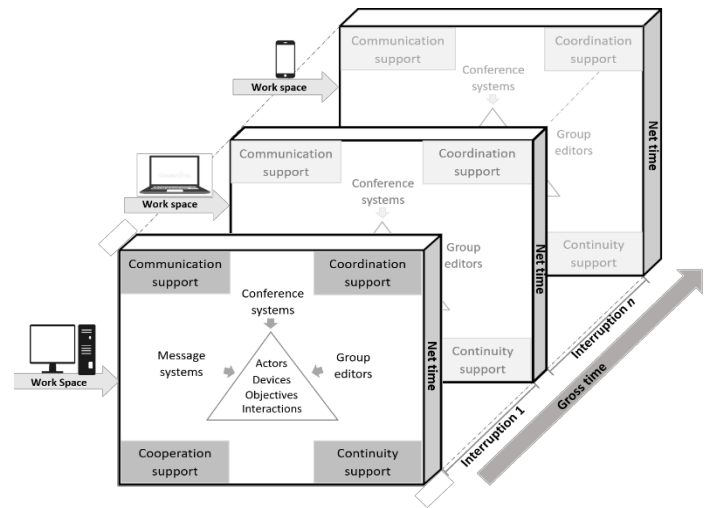 Communication
support
Coordination
support
Conference
systems
Work space
Group
editors
Net time
Continuity
support
Communication
support
Coordination
support
Conference
systems
Work space
Group
editors
Net time
Continuity
support
Communication
support
Coordination
support
Conference
systems
Message
systems
Group
editors
Actors
Devices
Objectives
Interactions
Work Space
Net time
Cooperation
support
Continuity
support
Interruption 1
Interruption n
Gross time